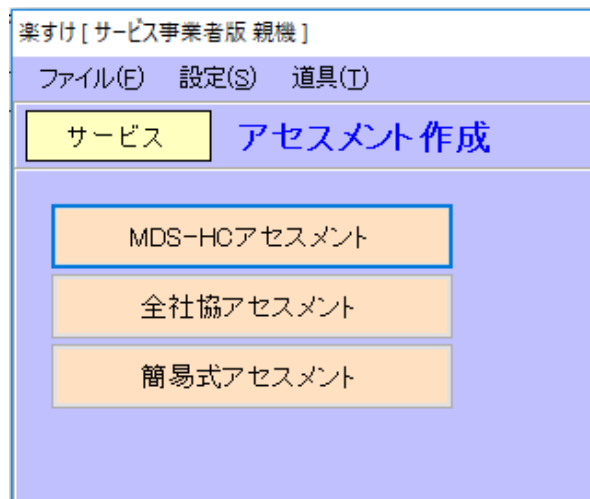 楽すけ [ サービス事業者版 親機 ]
ファイル(F) 設定(S) 道具(T)
サービス アセスメント作成
MDS-HCアセスメント
全社協アセスメント
簡易式アセスメント